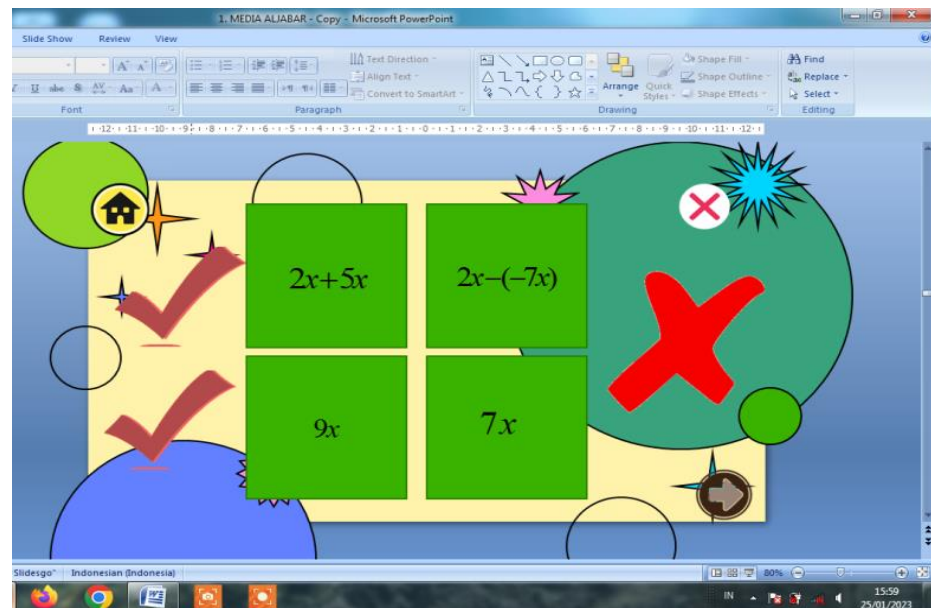 1. MEDIA ALJABAR - Copy - Microsoft PowerPoint
Slide Show Review View
Text Direction
Align Text
Convert to SmartArt
Arrange
Quick Styles
Shape Fill
Shape Outline
Shape Effects
Find
Replace
Select
Font Paragraph Drawing Editing
2x+5x
2x-(-7x)
9x
7x
Slidesgo" Indonesian (Indonesia) 80%
IN 15:59
25/01/2023